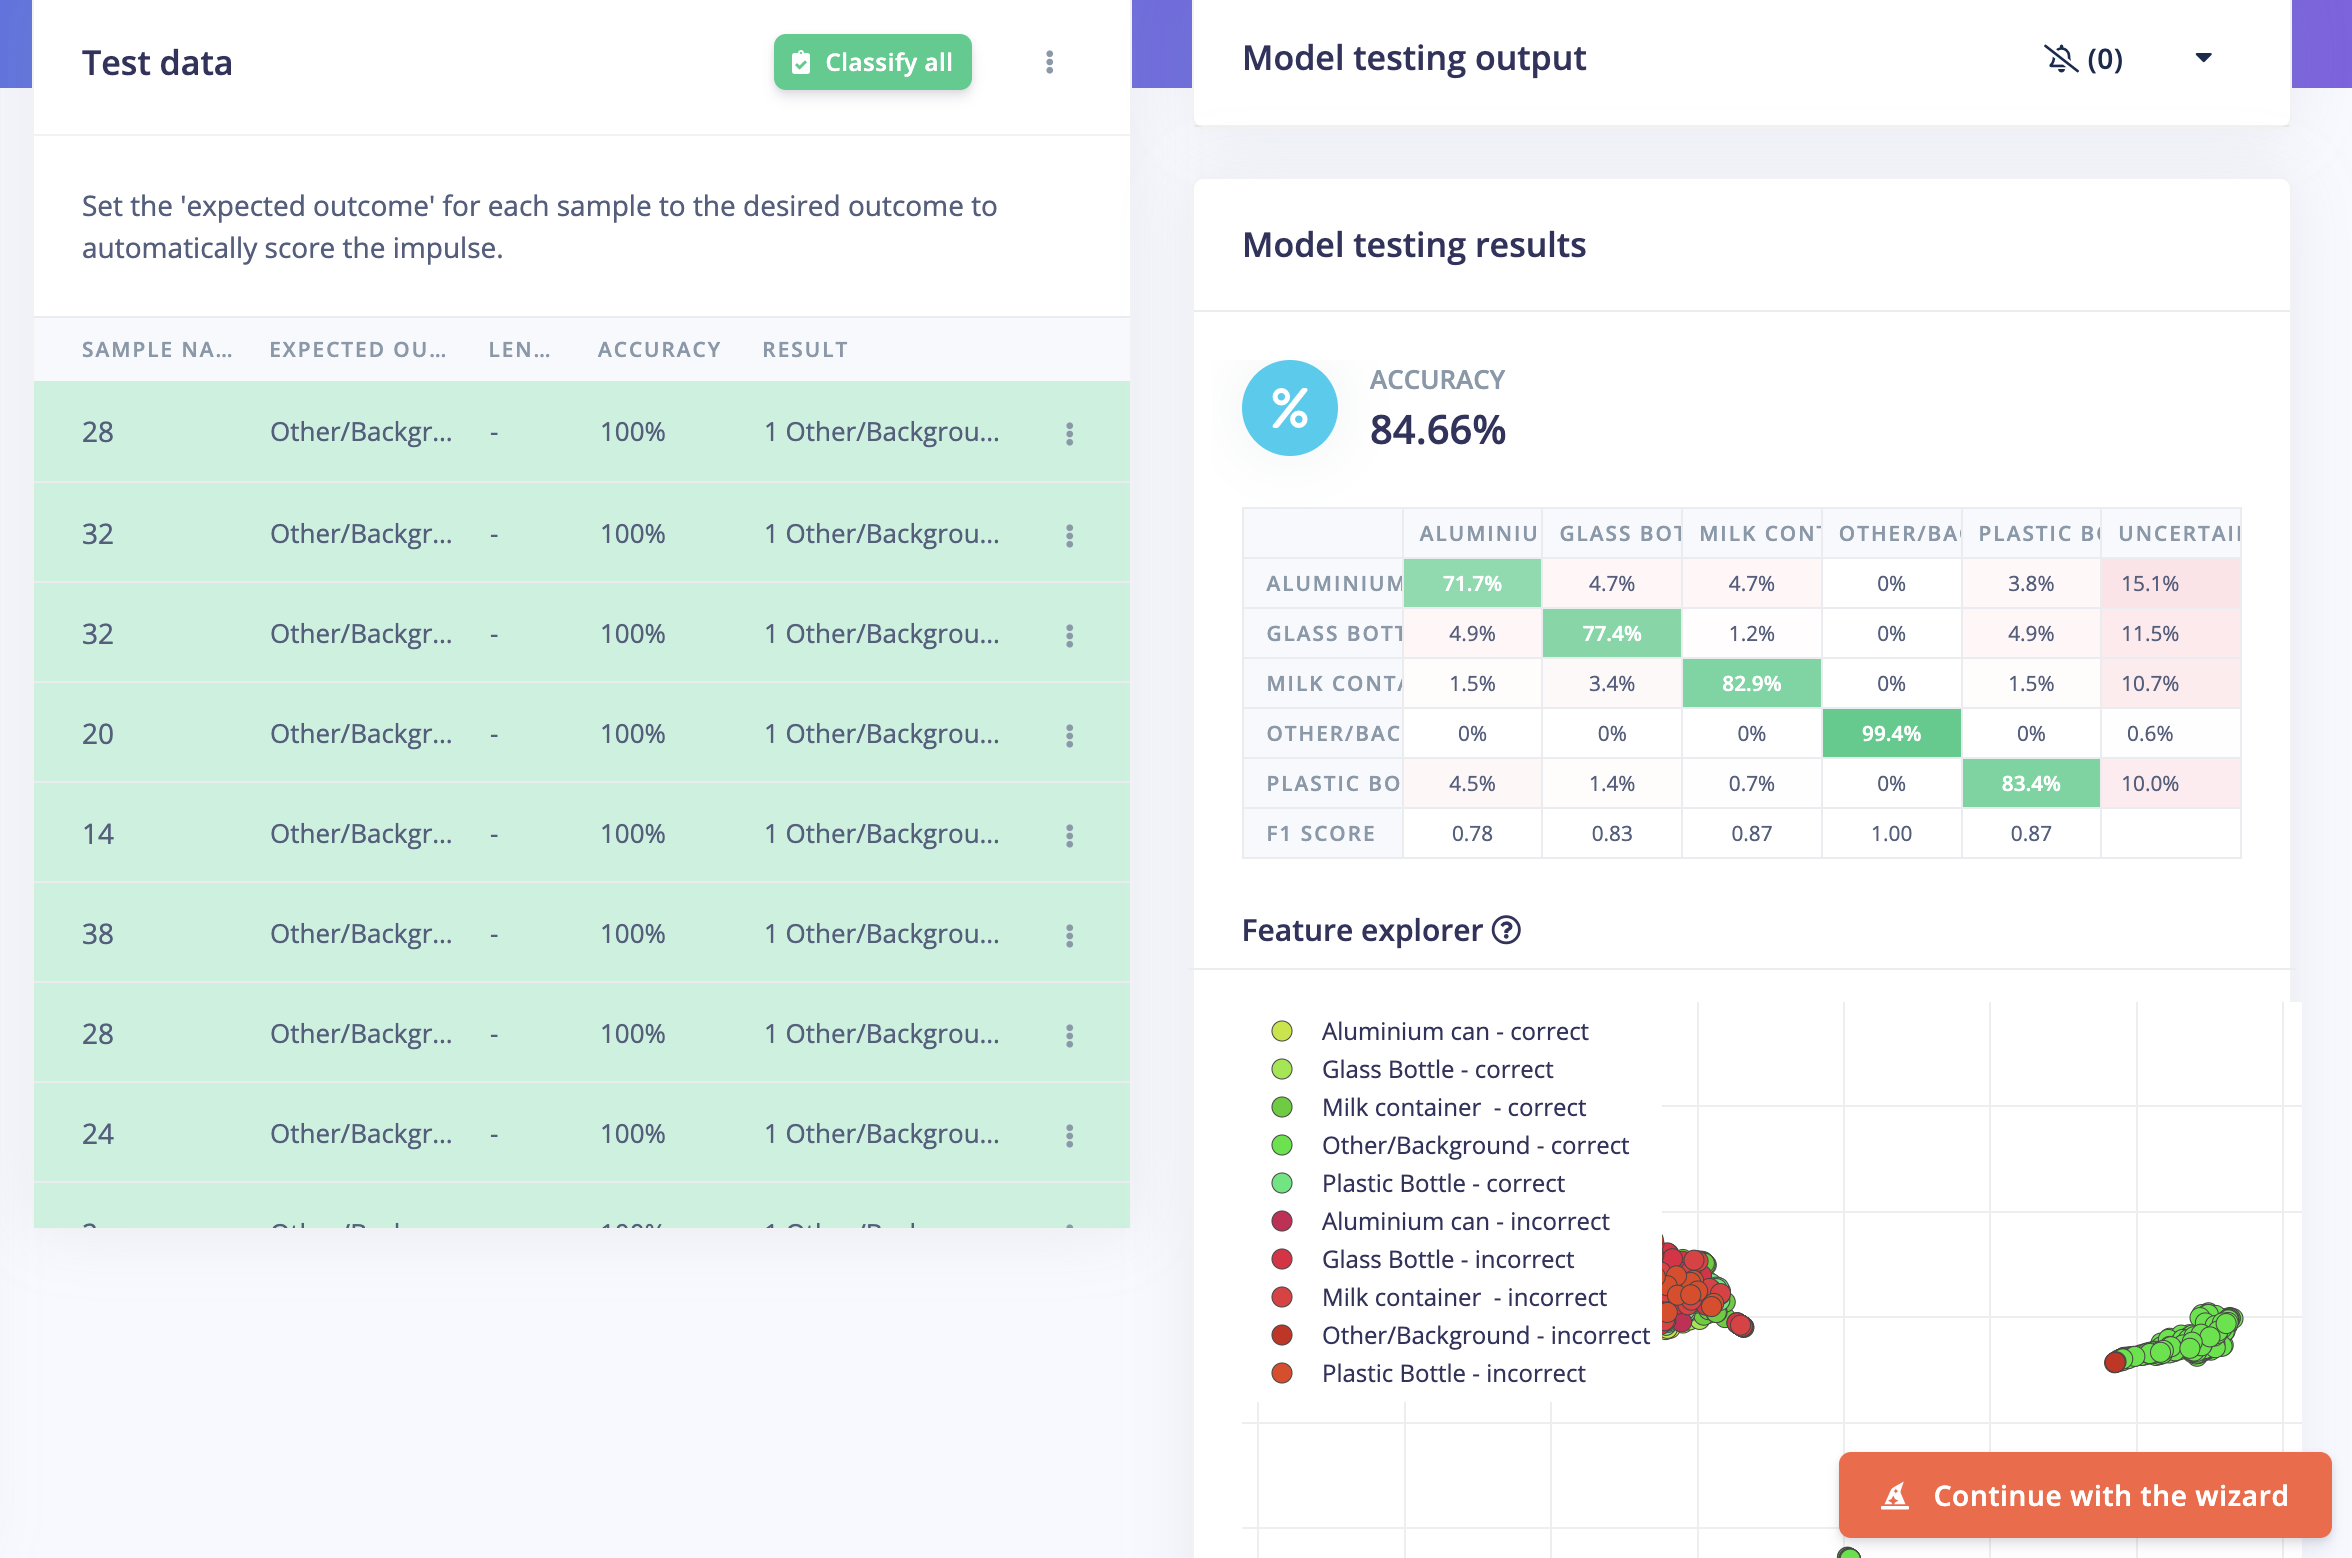 Test data
Classify all
Set the 'expected outcome' for each sample to the desired outcome to
automatically score the impulse.
SAMPLE NA... EXPECTED OU... LEN... ACCURACY RESULT
28 Other/Backgr... - 100% 1 Other/Backgrou...
32 Other/Backgr... - 100% 1 Other/Backgrou...
32 Other/Backgr... - 100% 1 Other/Backgrou...
20 Other/Backgr... - 100% 1 Other/Backgrou...
14 Other/Backgr... - 100% 1 Other/Backgrou...
38 Other/Backgr... - 100% 1 Other/Backgrou...
28 Other/Backgr... - 100% 1 Other/Backgrou...
24 Other/Backgr... - 100% 1 Other/Backgrou...
Model testing output
(0)
Model testing results
%
ACCURACY
84.66%
ALUMINIU GLASS BOT MILK CONT OTHER/BA PLASTIC B UNCERTAI
ALUMINIUM 71.7% 4.7% 4.7% 0% 3.8% 15.1%
GLASS BOTT 4.9% 77.4% 1.2% 0% 4.9% 11.5%
MILK CONTA 1.5% 3.4% 82.9% 0% 1.5% 10.7%
OTHER/BAC 0% 0% 0% 99.4% 0% 0.6%
PLASTIC BO 4.5% 1.4% 0.7% 0% 83.4% 10.0%
F1 SCORE 0.78 0.83 0.87 1.00 0.87
Feature explorer ?
Aluminium can - correct
Glass Bottle - correct
Milk container - correct
Other/Background - correct
Plastic Bottle - correct
Aluminium can - incorrect
Glass Bottle - incorrect
Milk container - incorrect
Other/Background - incorrect
Plastic Bottle - incorrect
Continue with the wizard